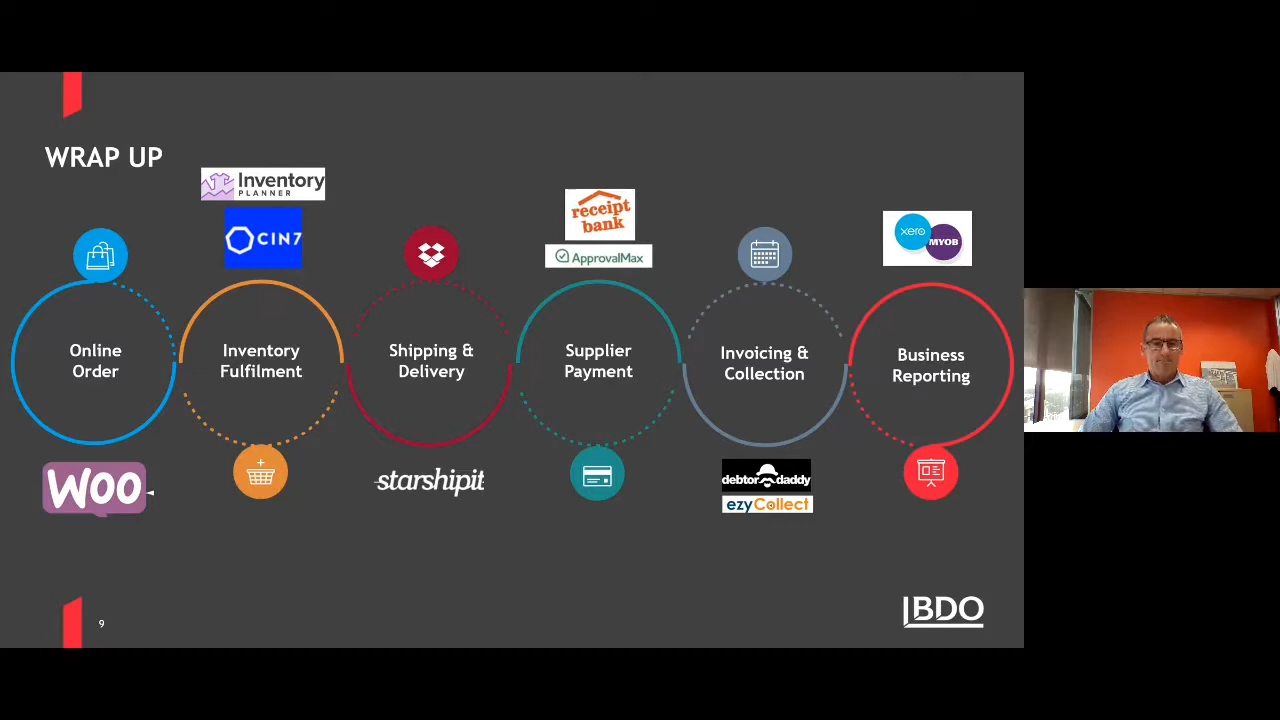 WRAP UP
Inventory
PLANNER
CIN7
receipt
bank
ApprovalMax
xero
MYOB
Online
Order
Inventory
Fulfilment
Shipping &
Delivery
Supplier
Payment
Invoicing &
Collection
Business
Reporting
WOO
starshipit
debtor daddy
ezyCollect
9
BDO